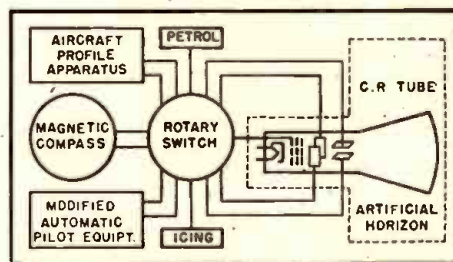 AIRCRAFT
PROFILE
APPARATUS
PETROL
C.R TUBE
MAGNETIC
COMPASS
ROTARY
SWITCH
MODIFIED
AUTOMATIC
PILOT EQUIPT.
ICING
ARTIFICIAL
HORIZON